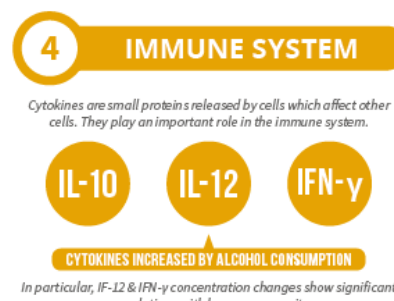 4 IMMUNE SYSTEM
Cytokines are small proteins released by cells which affect other
cells. They play an important role in the immune system.
IL-10 IL-12 IFN-γ
CYTOKINES INCREASED BY ALCOHOL CONSUMPTION
In particular, IF-12 & IFN-γ concentration changes show significant